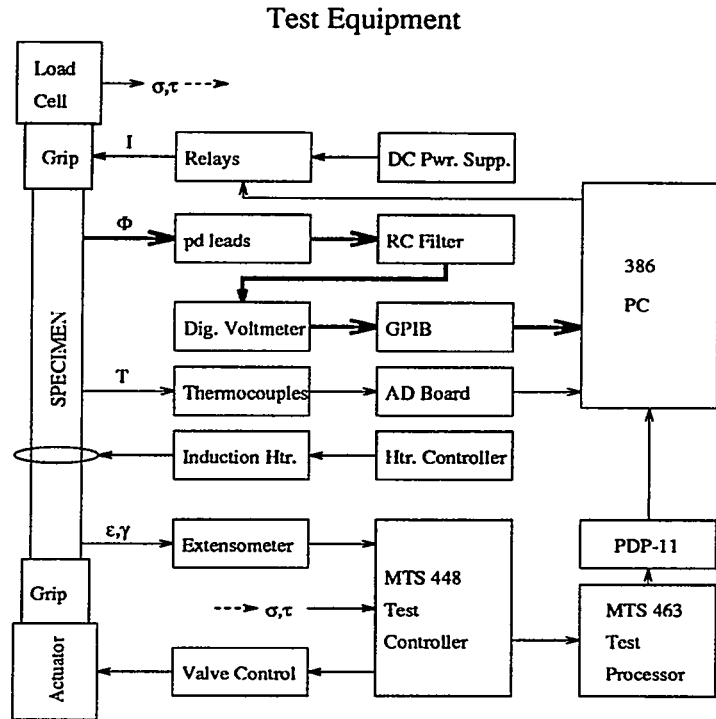 Test Equipment
Load
Cell
σ,τ
Grip
I
Relays
DC Pwr. Supp.
Φ
pd leads
RC Filter
386
PC
Dig. Voltmeter
GPIB
SPECIMEN
T
Thermocouples
AD Board
Induction Htr.
Htr. Controller
ε,γ
Extensometer
PDP-11
Grip
MTS 448
Test
Controller
σ,τ
MTS 463
Test
Processor
Actuator
Valve Control